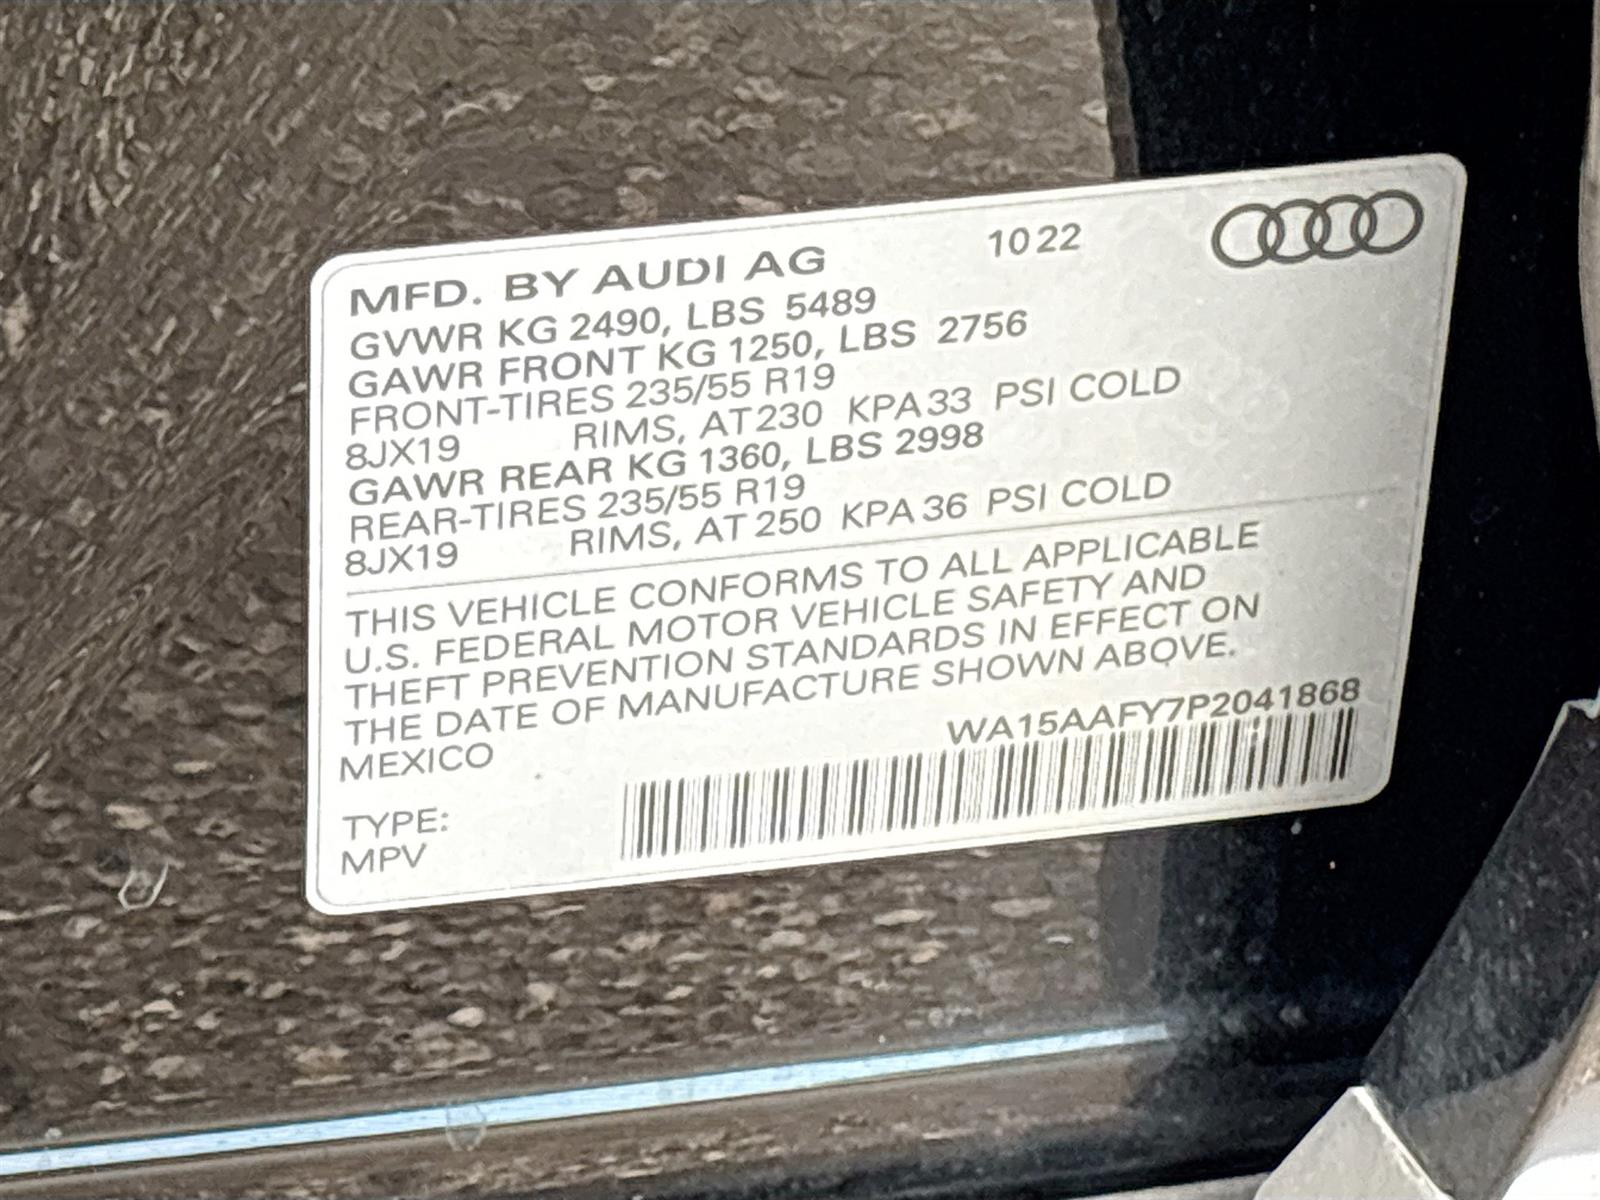 MFD. BY AUDI AG 1022
GVWR KG 2490, LBS 5489
GAWR FRONT KG 1250, LBS 2756
FRONT-TIRES 235/55 R19
8JX19 RIMS, AT 230 KPA 33 PSI COLD
GAWR REAR KG 1360, LBS 2998
REAR-TIRES 235/55 R19
8JX19 RIMS, AT 250 KPA 36 PSI COLD
THIS VEHICLE CONFORMS TO ALL APPLICABLE
U.S. FEDERAL MOTOR VEHICLE SAFETY AND
THEFT PREVENTION STANDARDS IN EFFECT ON
THE DATE OF MANUFACTURE SHOWN ABOVE.
MEXICO WA15AAFY7P2041868
TYPE:
MPV